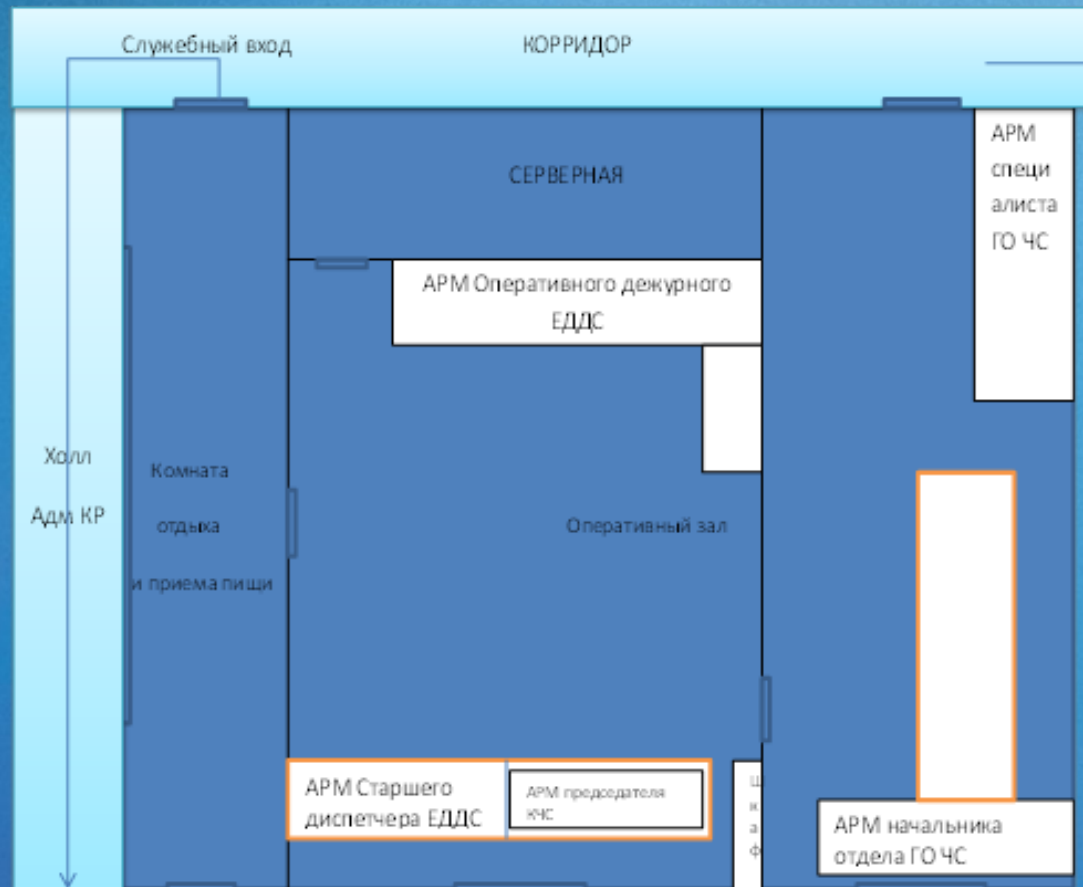 Служебный вход
КОРРИДОР
АРМ
специ
алиста
ГО ЧС
СЕРВЕРНАЯ
АРМ Оперативного дежурного
ЕДДС
Холл
Адм КР
Комната
отдыха
и приема пищи
Оперативный зал
АРМ Старшего
диспетчера ЕДДС
АРМ председателя
КЧС
Ш
к
а
ф
АРМ начальника
отдела ГО ЧС